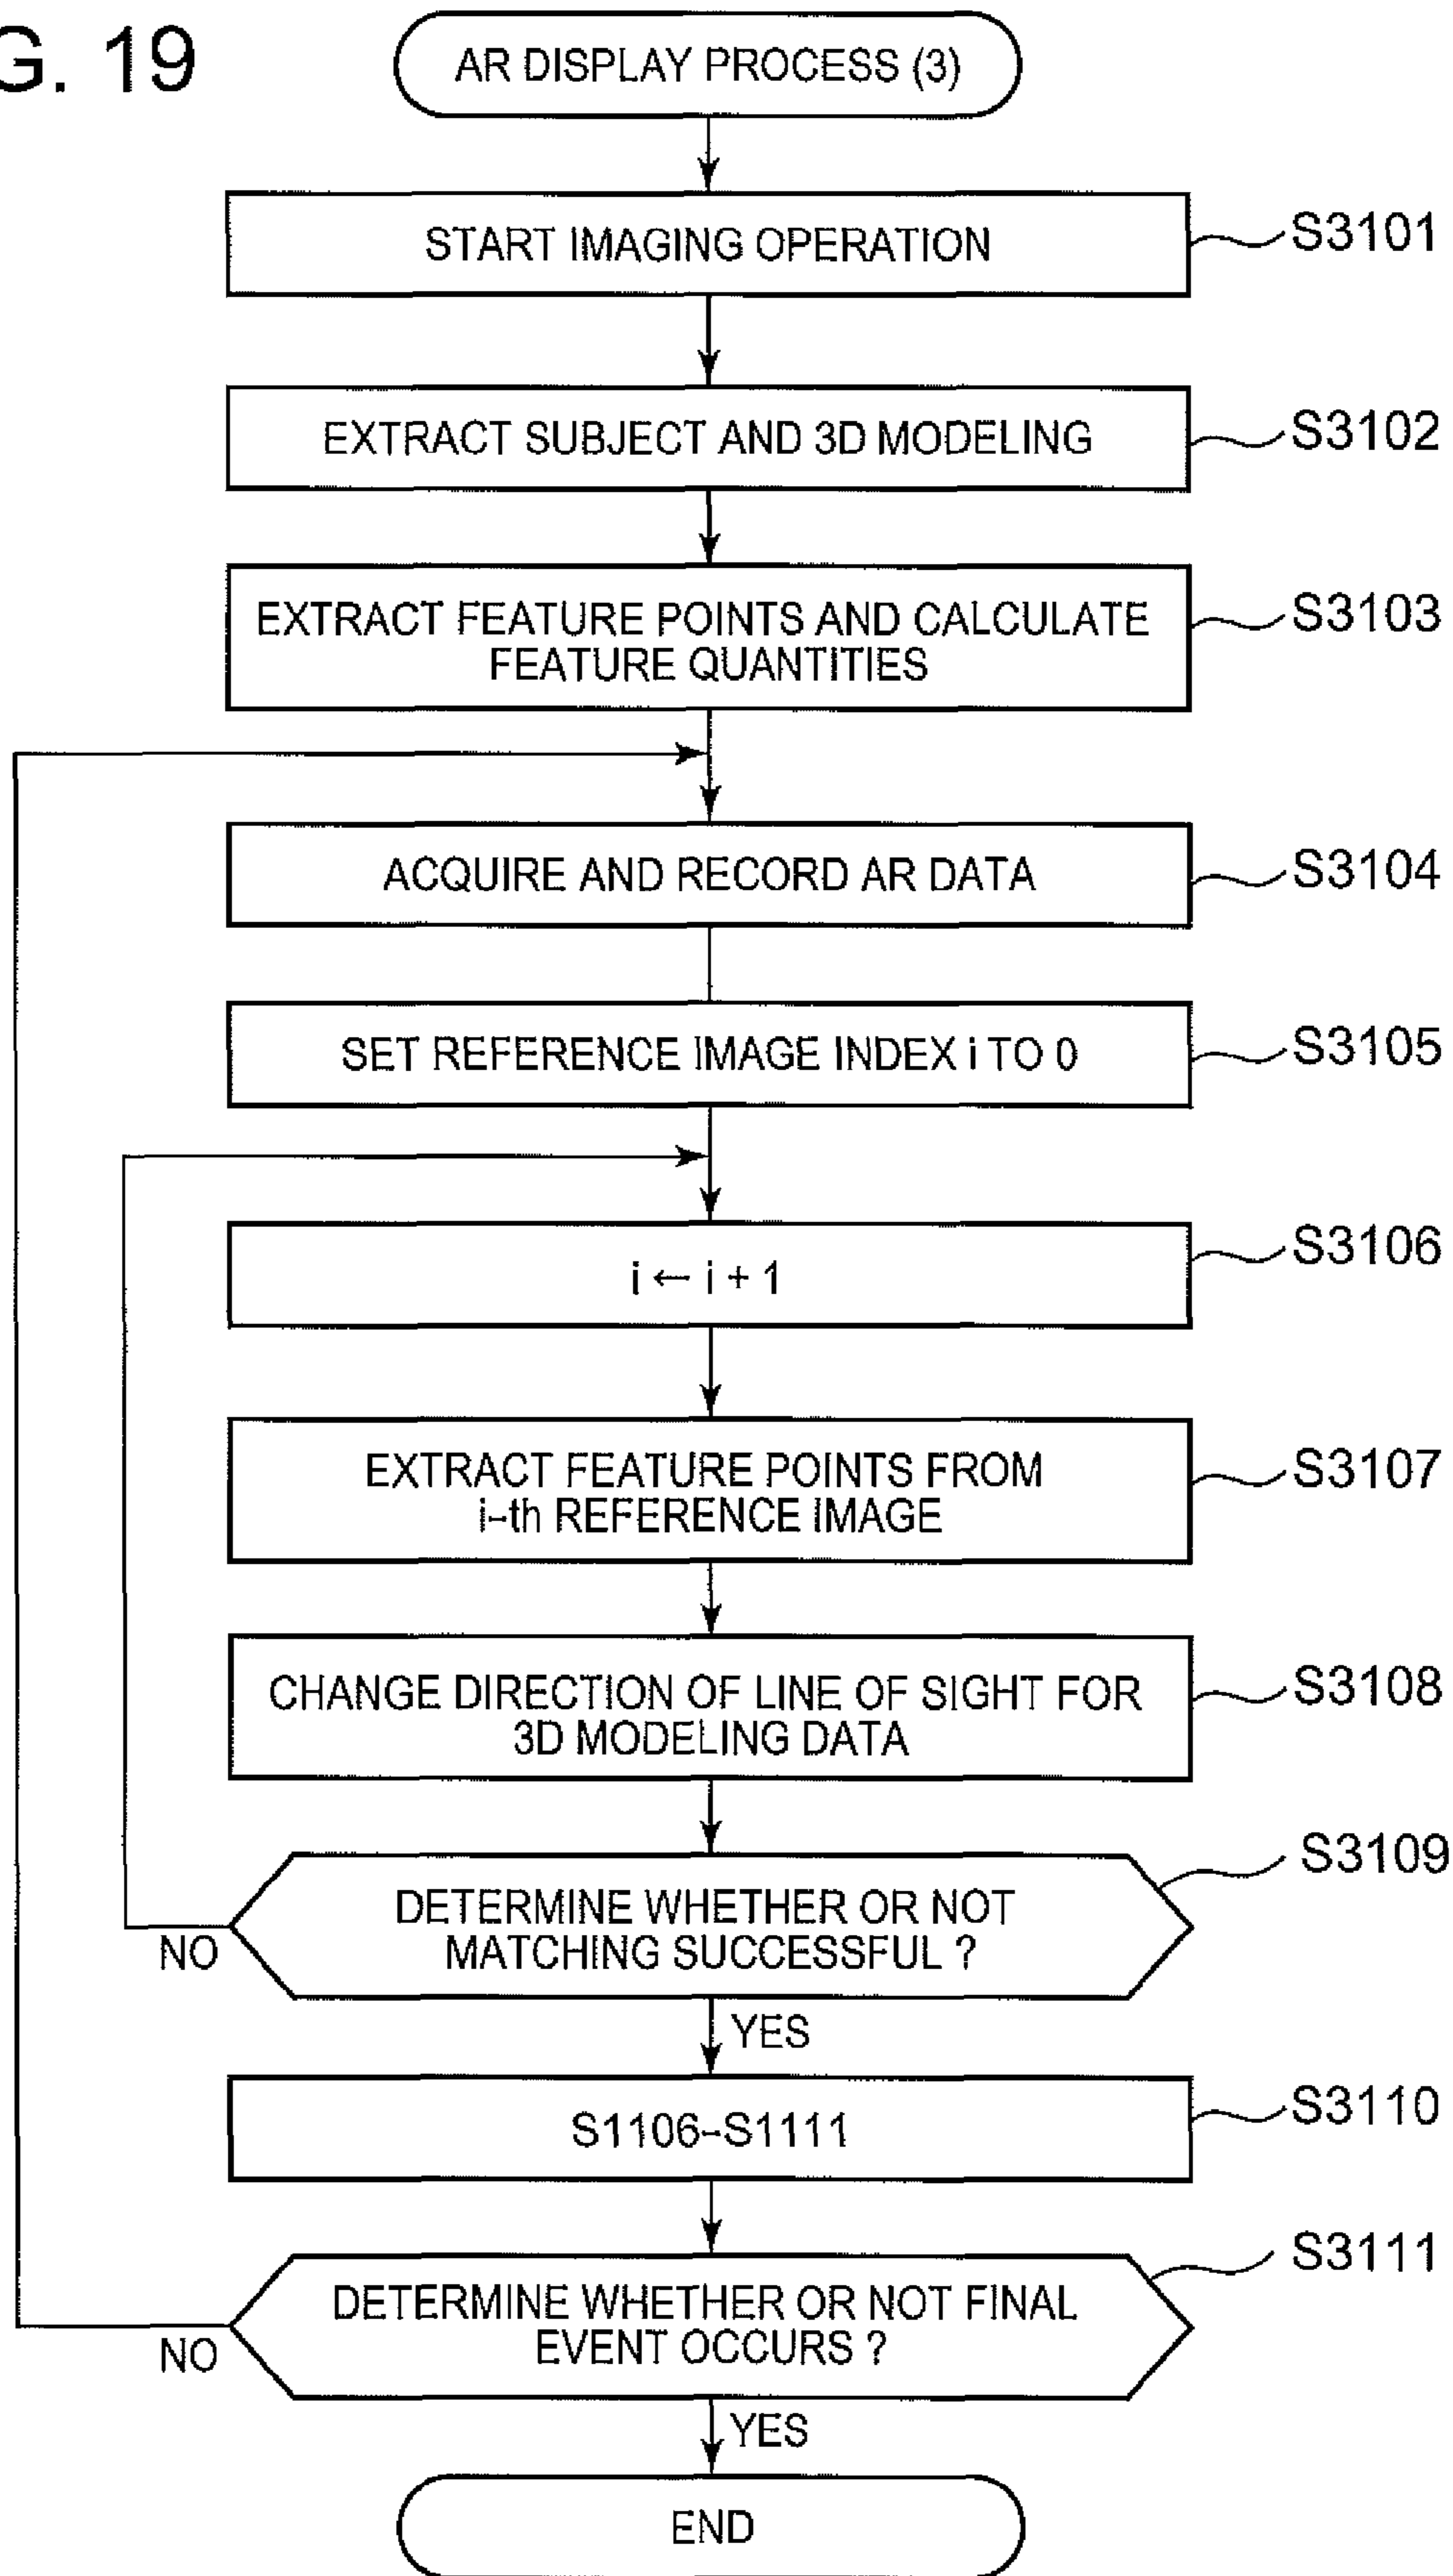 G. 19
AR DISPLAY PROCESS (3)
START IMAGING OPERATION
S3101
EXTRACT SUBJECT AND 3D MODELING
S3102
EXTRACT FEATURE POINTS AND CALCULATE
FEATURE QUANTITIES
S3103
ACQUIRE AND RECORD AR DATA
S3104
SET REFERENCE IMAGE INDEX i TO 0
S3105
i ← i + 1
S3106
EXTRACT FEATURE POINTS FROM
i-th REFERENCE IMAGE
S3107
CHANGE DIRECTION OF LINE OF SIGHT FOR
3D MODELING DATA
S3108
DETERMINE WHETHER OR NOT
MATCHING SUCCESSFUL ?
S3109
NO
YES
S1106-S1111
S3110
DETERMINE WHETHER OR NOT FINAL
EVENT OCCURS ?
S3111
NO
YES
END